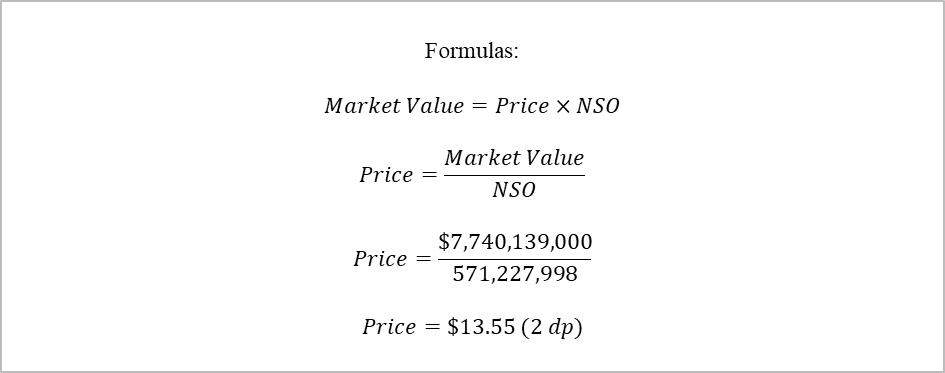 Formulas:
Market Value = Price × NSO
Price = Market Value / NSO
Price = $7,740,139,000 / 571,227,998
Price = $13.55 (2 dp)